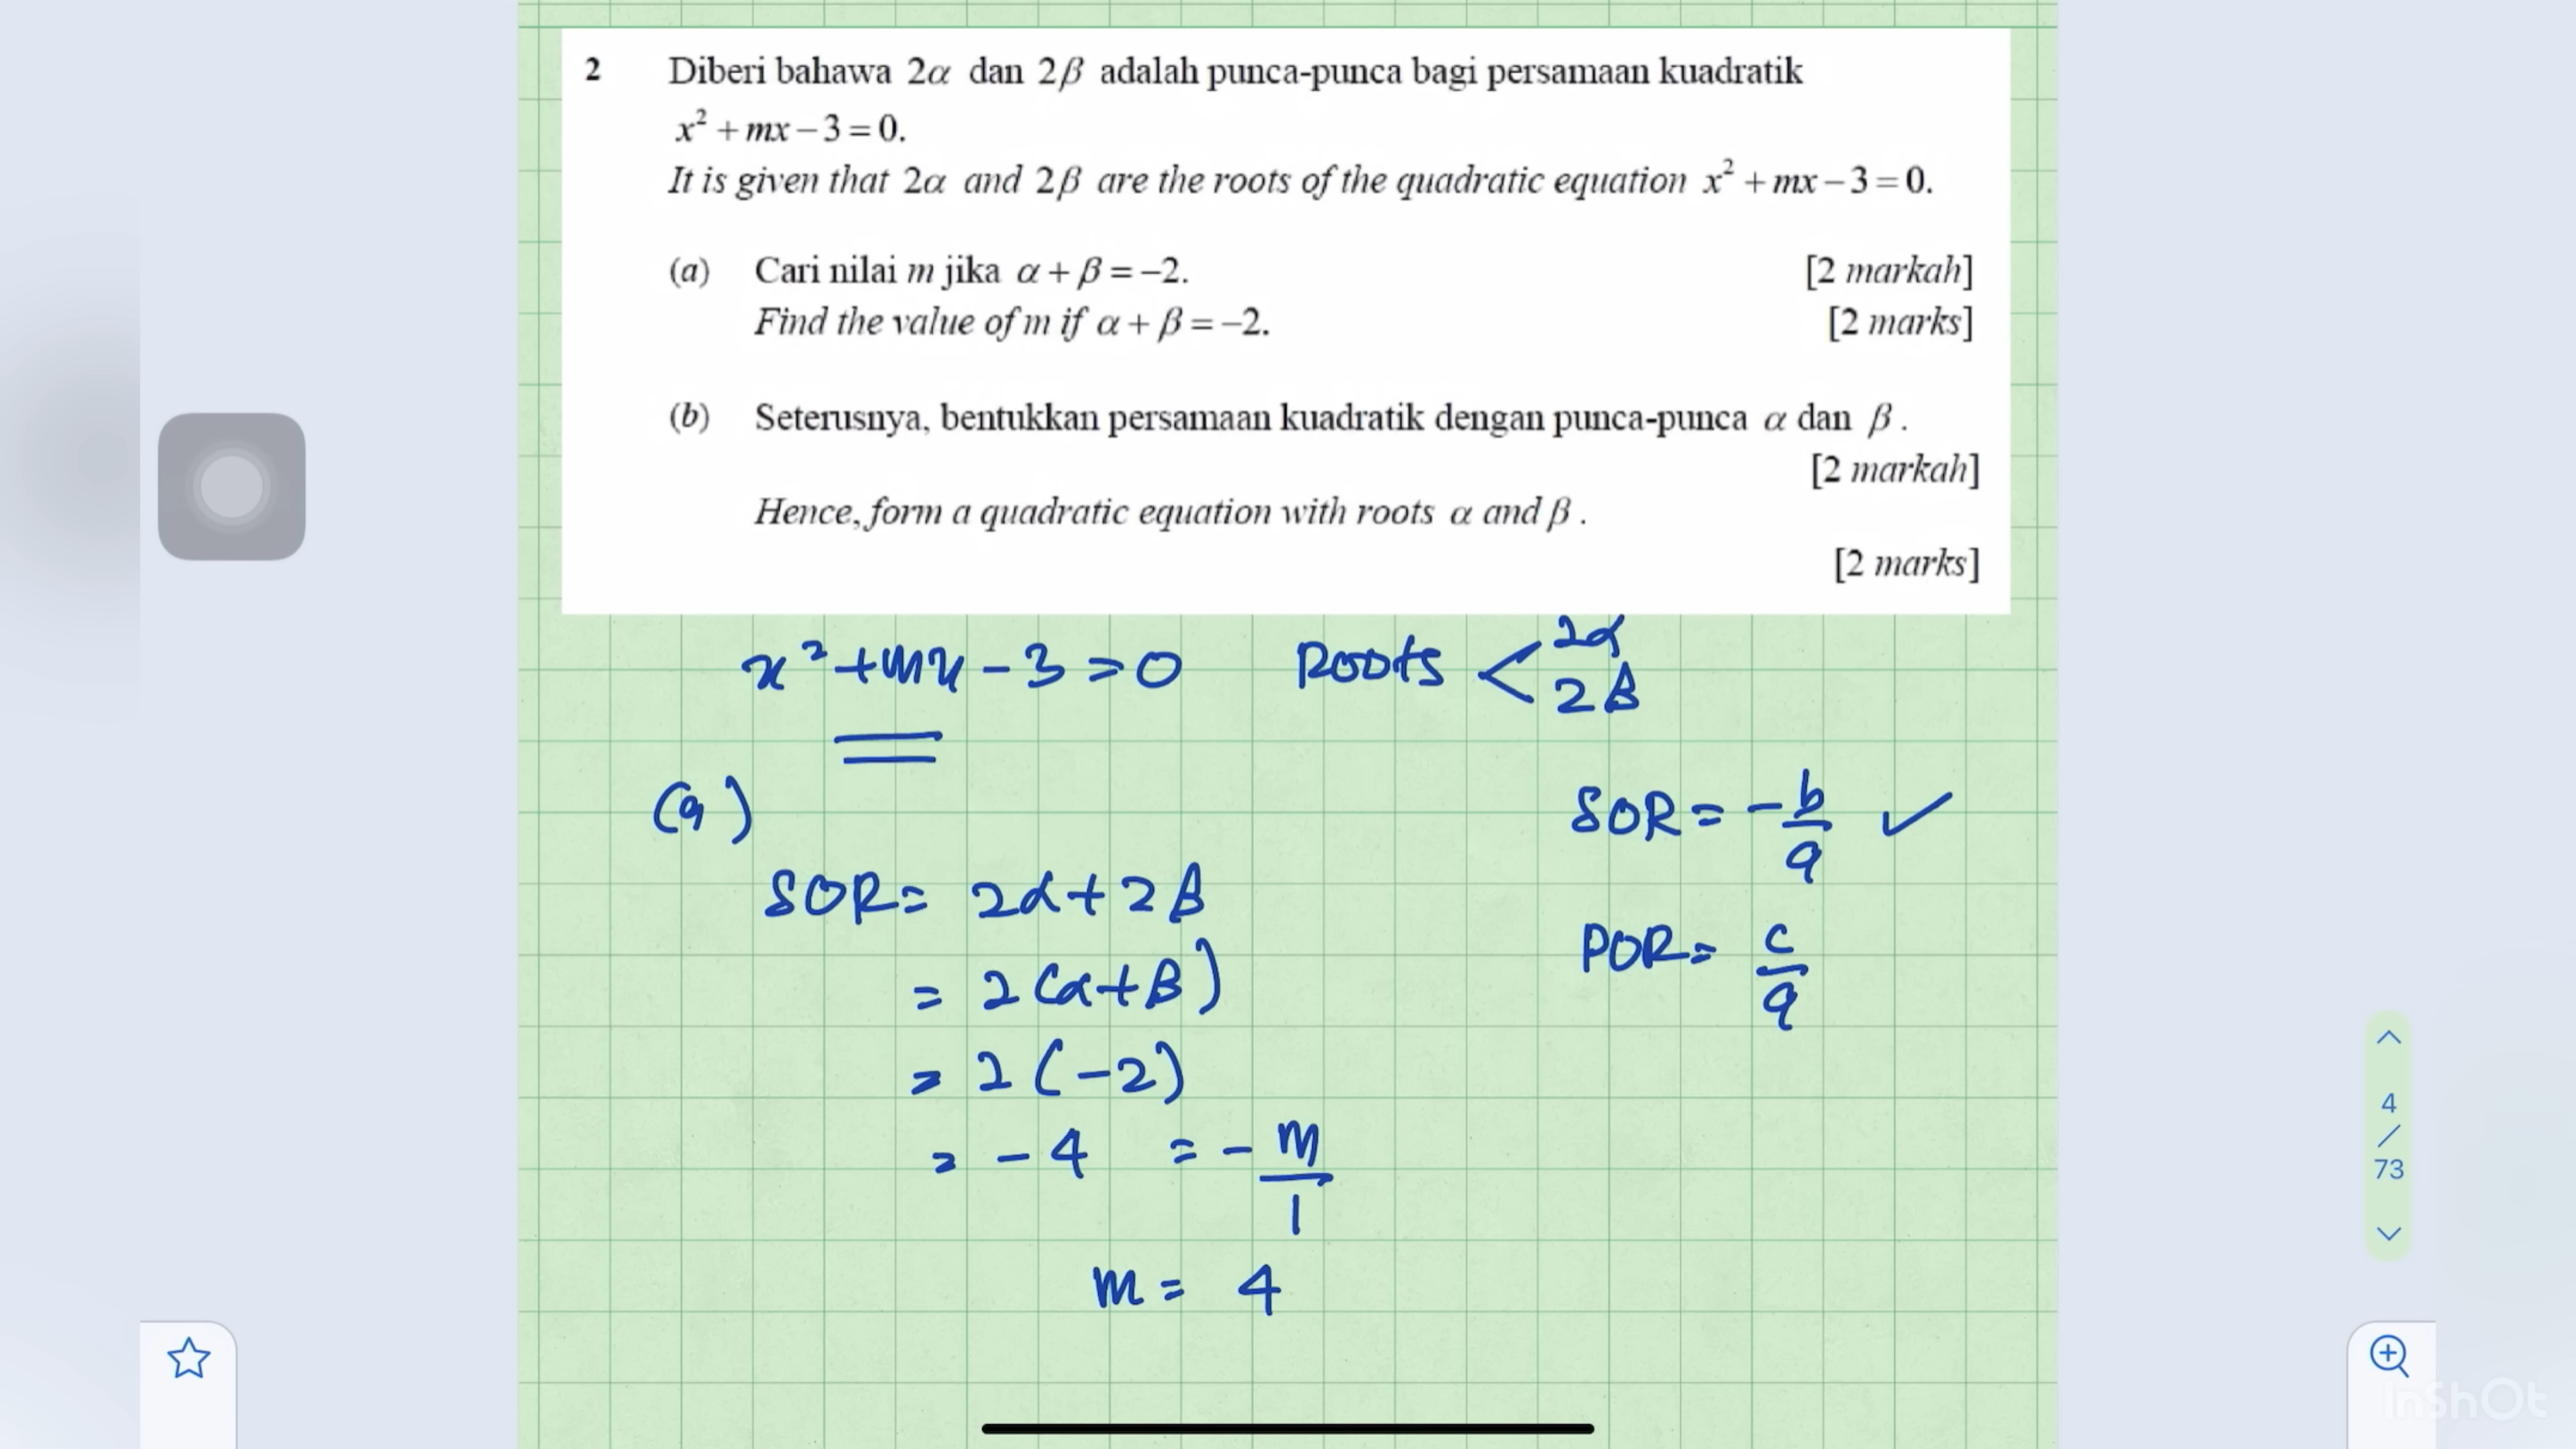 2 Diberi bahawa 2α dan 2β adalah punca-punca bagi persamaan kuadratik
x² + mx − 3 = 0.
It is given that 2α and 2β are the roots of the quadratic equation x² + mx − 3 = 0.
(a) Cari nilai m jika α + β = −2. [2 markah]
Find the value of m if α + β = −2. [2 marks]
(b) Seterusnya, bentukkan persamaan kuadratik dengan punca-punca α dan β.
[2 markah]
Hence, form a quadratic equation with roots α and β.
[2 marks]
x² + mx − 3 = 0 Roots < 2α
2β
(a)
SOR = −b/a ✓
SOR = 2α + 2β
POR = c/a
= 2(α + β)
= 2(−2)
= −4 = −m/1
m = 4
4
/
73
InShOt